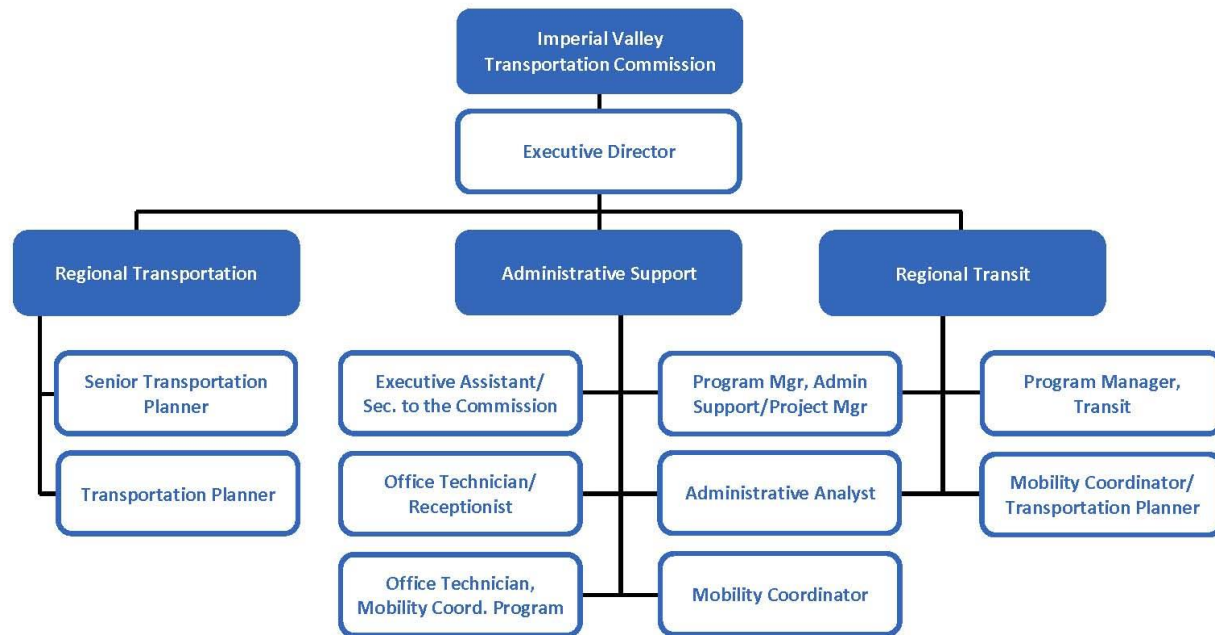 Imperial Valley
Transportation Commission
Executive Director
Regional Transportation
Administrative Support
Regional Transit
Senior Transportation
Planner
Executive Assistant/
Sec. to the Commission
Program Mgr, Admin
Support/Project Mgr
Program Manager,
Transit
Transportation Planner
Office Technician/
Receptionist
Administrative Analyst
Mobility Coordinator/
Transportation Planner
Office Technician,
Mobility Coord. Program
Mobility Coordinator